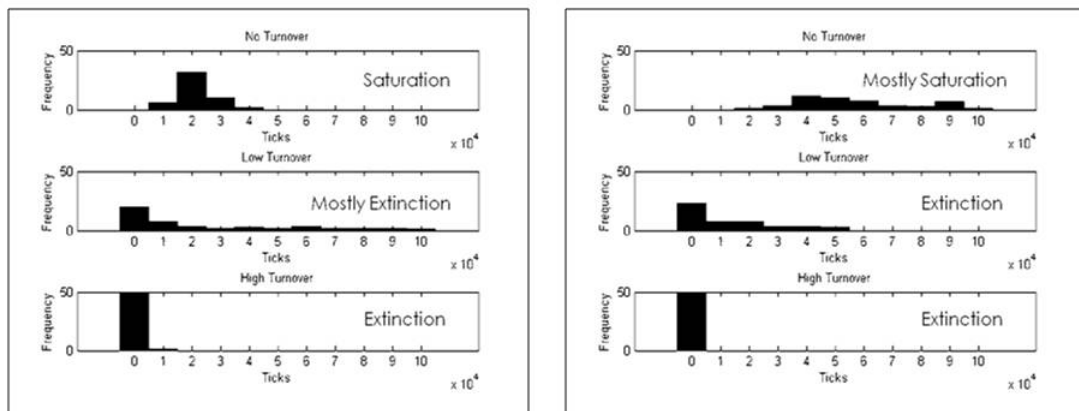 No Turnover
50
Frequency
Saturation
0
0 1 2 3 4 5 6 7 8 9 10
Ticks
x 10⁴
Low Turnover
50
Frequency
Mostly Extinction
0
0 1 2 3 4 5 6 7 8 9 10
Ticks
x 10⁴
High Turnover
50
Frequency
Extinction
0
0 1 2 3 4 5 6 7 8 9 10
Ticks
x 10⁴
No Turnover
50
Frequency
Mostly Saturation
0
0 1 2 3 4 5 6 7 8 9 10
Ticks
x 10⁴
Low Turnover
50
Frequency
Extinction
0
0 1 2 3 4 5 6 7 8 9 10
Ticks
x 10⁴
High Turnover
50
Frequency
Extinction
0
0 1 2 3 4 5 6 7 8 9 10
Ticks
x 10⁴